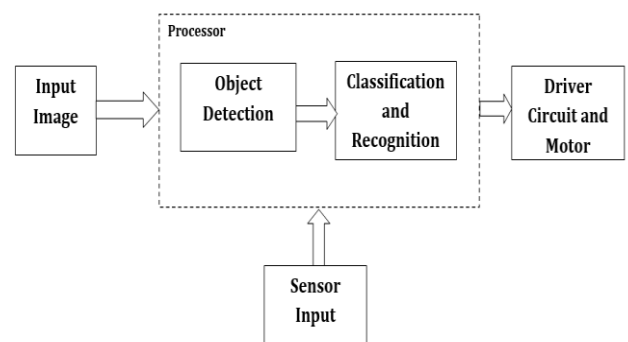 Processor
Input
Image
Object
Detection
Classification
and
Recognition
Driver
Circuit and
Motor
Sensor
Input